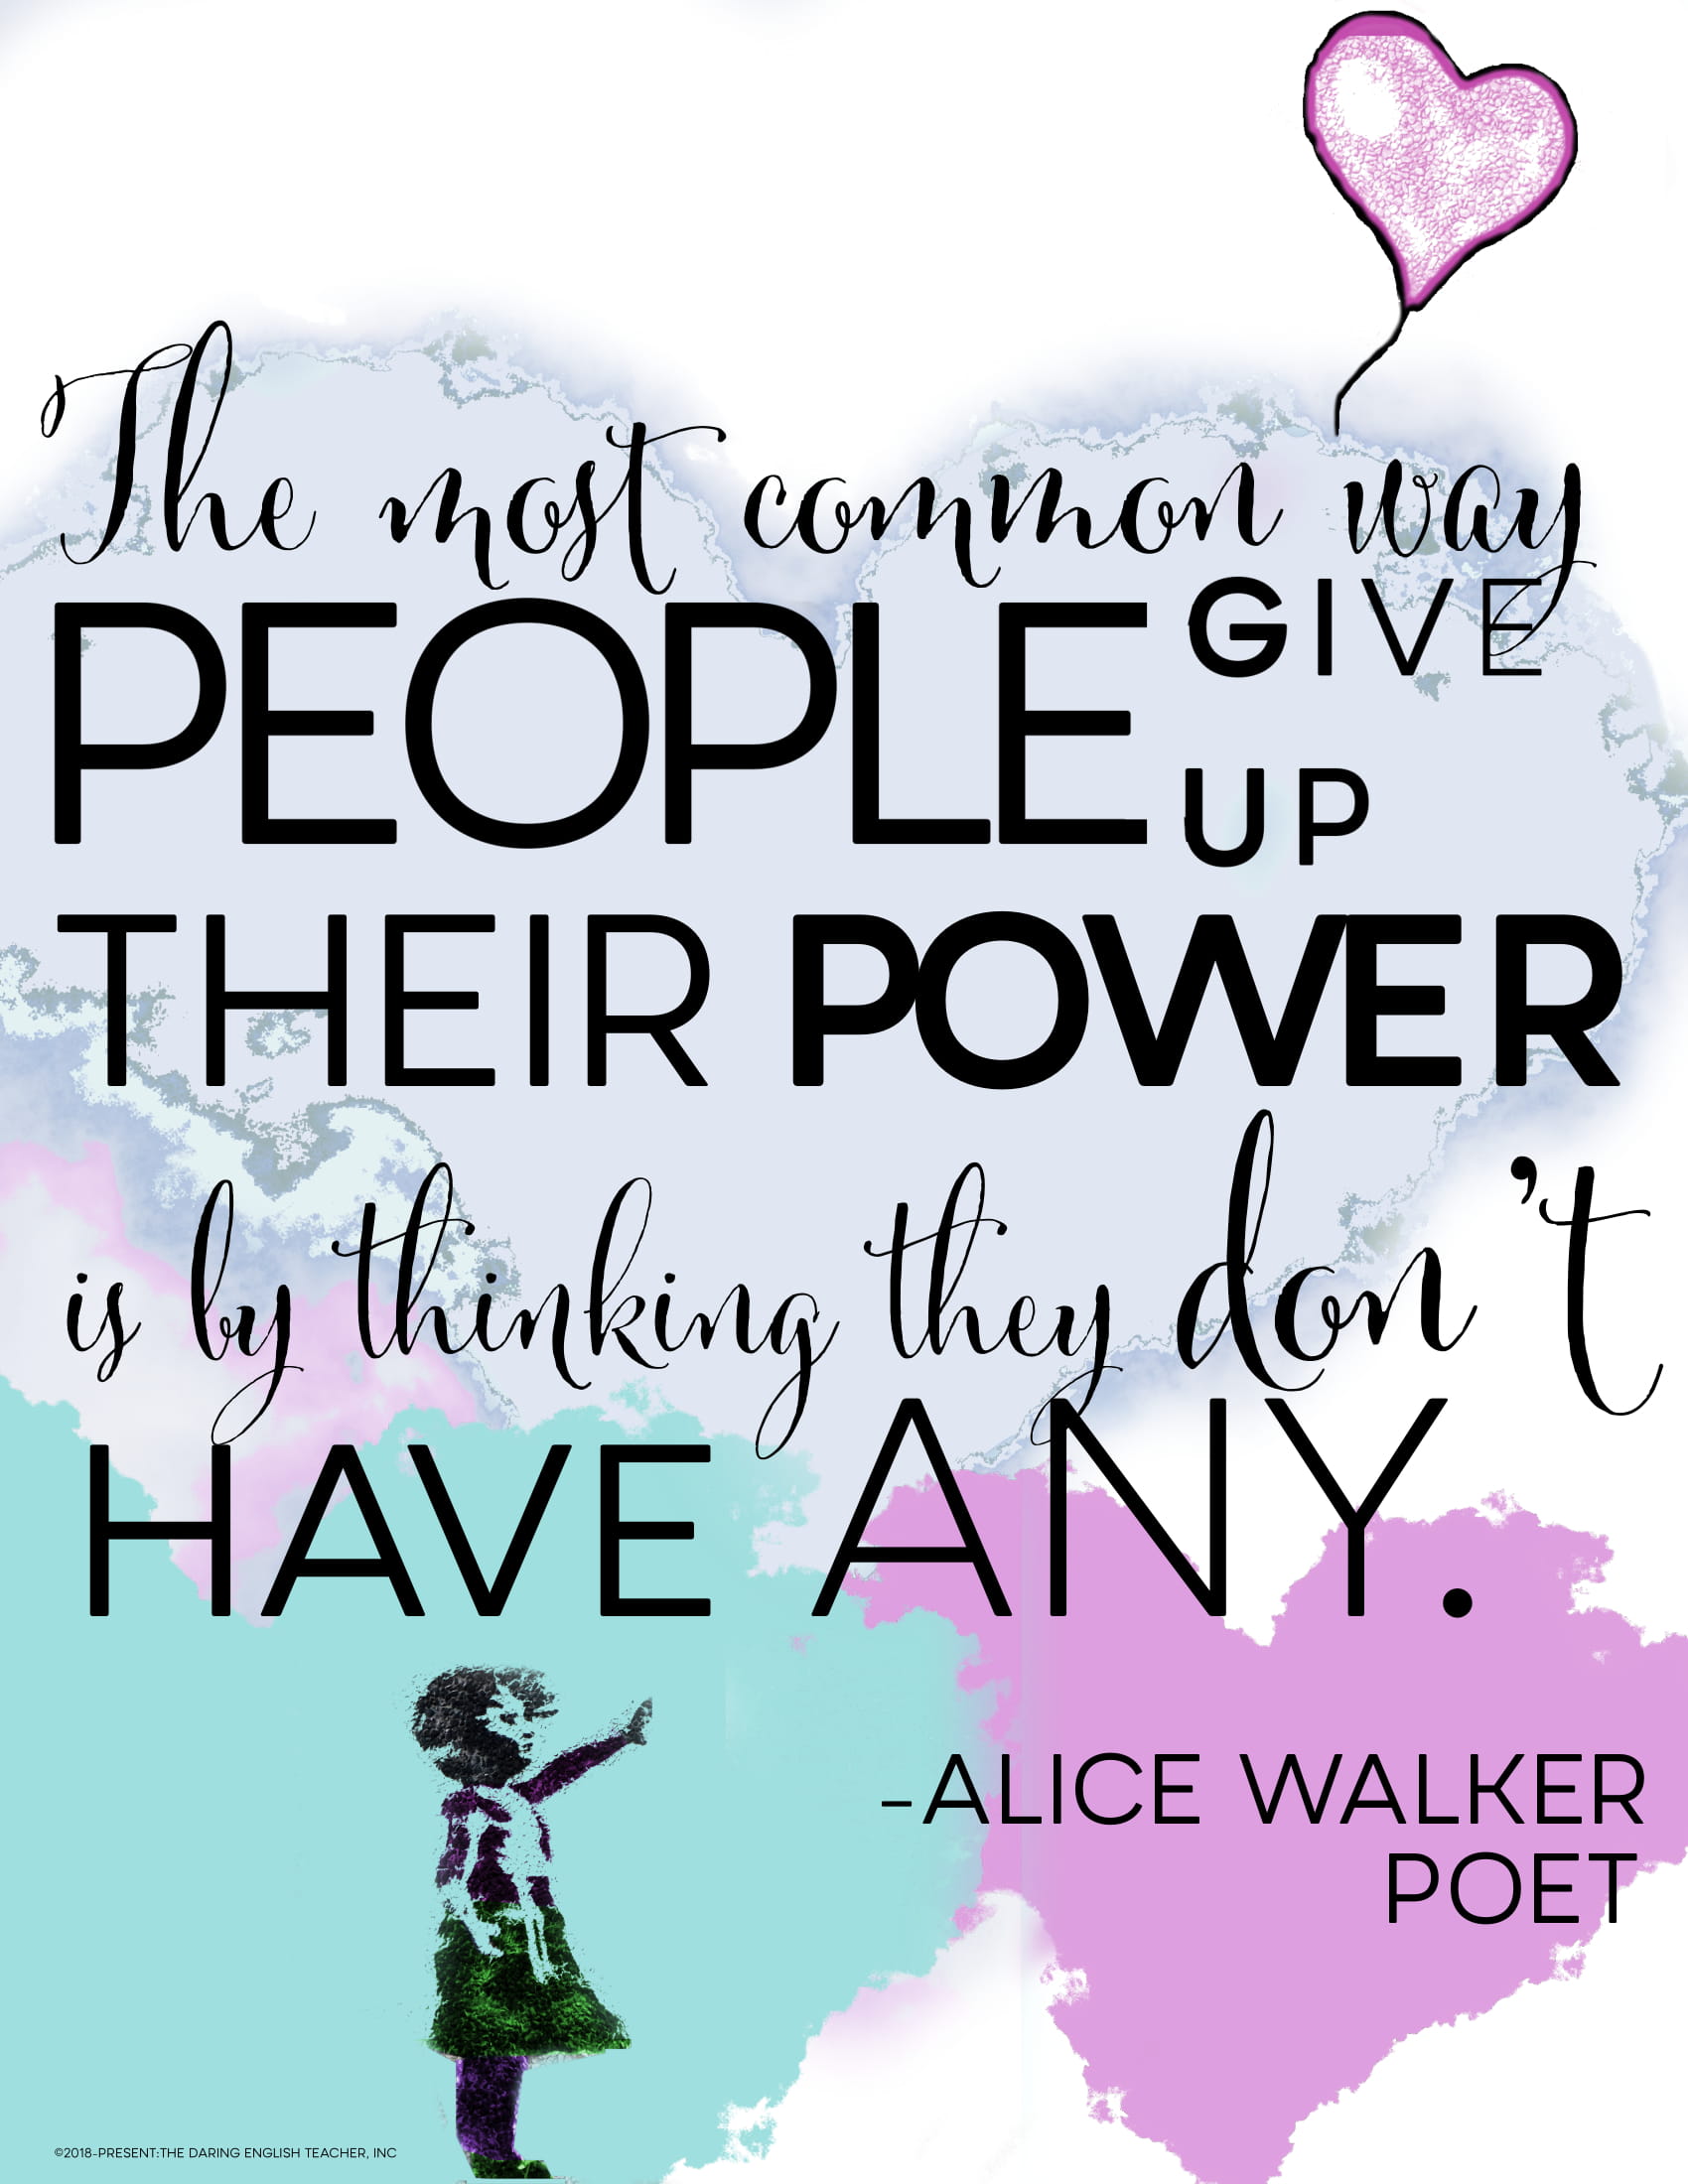 The most common way
PEOPLE GIVE
UP
THEIR POWER
is by thinking they don't
HAVE ANY.
-ALICE WALKER
POET
©2018-PRESENT:THE DARING ENGLISH TEACHER, INC